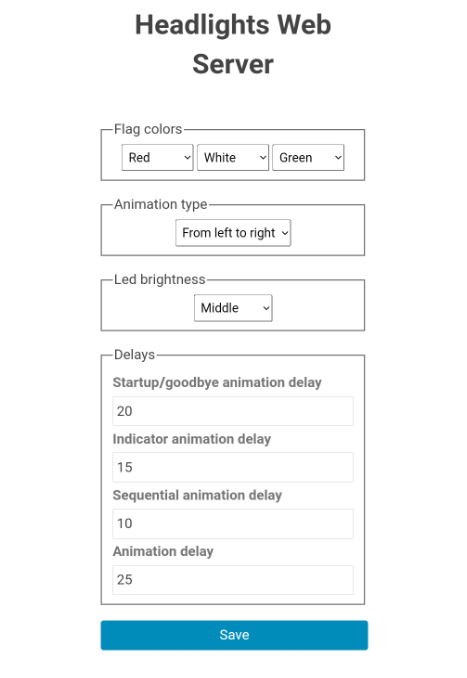 Headlights Web
Server
Flag colors
Red White Green
Animation type
From left to right
Led brightness
Middle
Delays
Startup/goodbye animation delay
20
Indicator animation delay
15
Sequential animation delay
10
Animation delay
25
Save